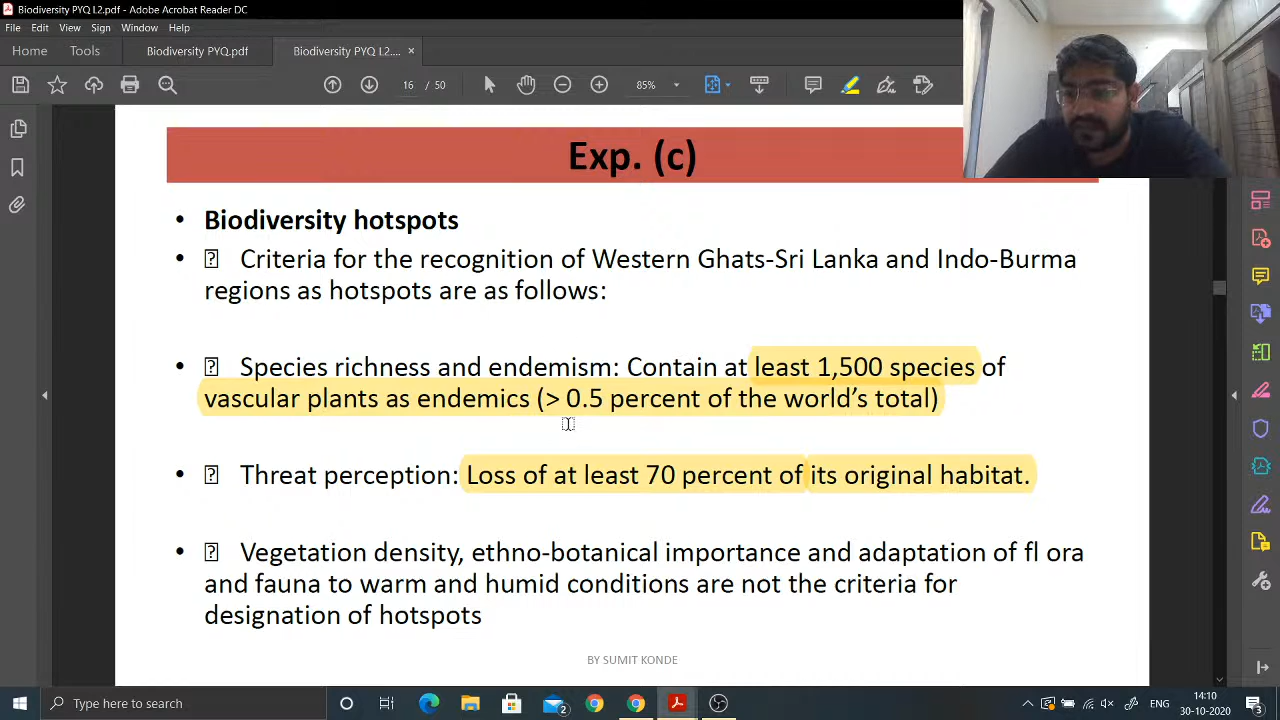 Biodiversity PYQ L2.pdf - Adobe Acrobat Reader DC
File Edit View Sign Window Help
Home Tools Biodiversity PYQ.pdf Biodiversity PYQ L2.... ×
16 / 50 85%
Exp. (c)
• Biodiversity hotspots
• Criteria for the recognition of Western Ghats-Sri Lanka and Indo-Burma
regions as hotspots are as follows:
• Species richness and endemism: Contain at least 1,500 species of
vascular plants as endemics (> 0.5 percent of the world’s total)
• Threat perception: Loss of at least 70 percent of its original habitat.
• Vegetation density, ethno-botanical importance and adaptation of fl ora
and fauna to warm and humid conditions are not the criteria for
designation of hotspots
BY SUMIT KONDE
Type here to search
2
ENG
14:10
30-10-2020
3